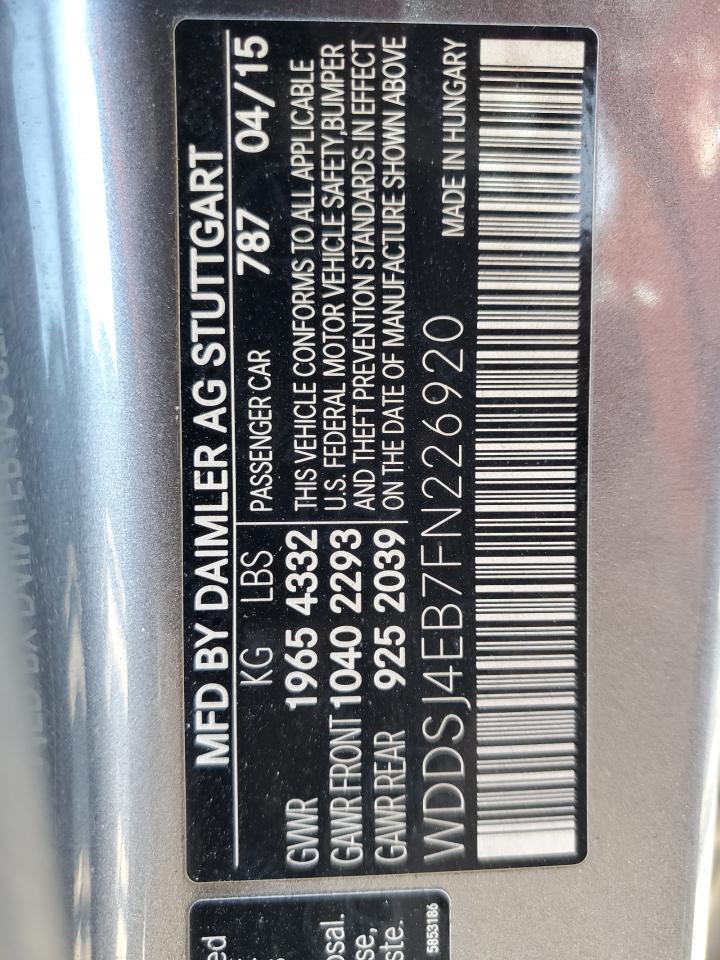 MFD BY DAIMLER AG STUTTGART
KG LBS PASSENGER CAR 787 04/15
GVWR 1965 4332 THIS VEHICLE CONFORMS TO ALL APPLICABLE
GAWR FRONT 1040 2293 U.S. FEDERAL MOTOR VEHICLE SAFETY,BUMPER
AND THEFT PREVENTION STANDARDS IN EFFECT
GAWR REAR 925 2039 ON THE DATE OF MANUFACTURE SHOWN ABOVE
WDDSJ4EB7FN226920 MADE IN HUNGARY
5853186